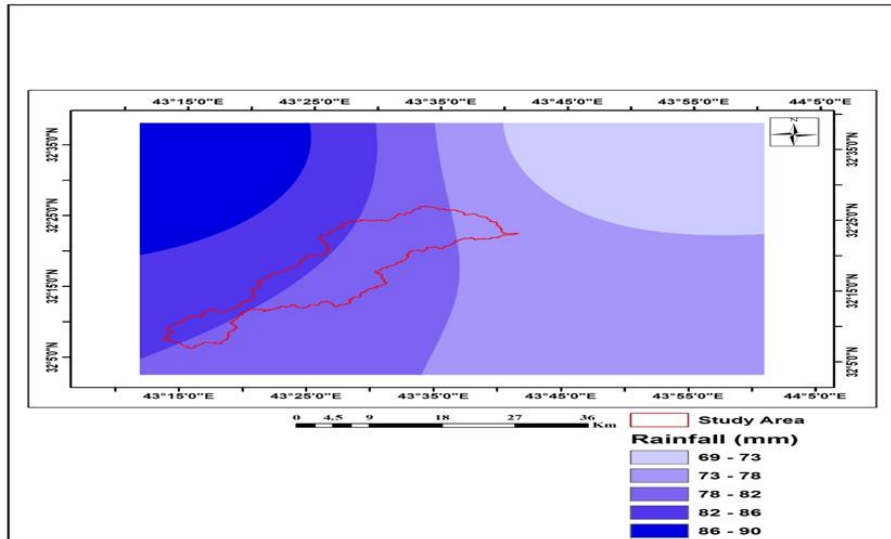 43°15'0"E 43°25'0"E 43°35'0"E 43°45'0"E 43°55'0"E 44°5'0"E
N
32°35'0"N 32°35'0"N
32°25'0"N 32°25'0"N
32°15'0"N 32°15'0"N
32°5'0"N 32°5'0"N
43°15'0"E 43°25'0"E 43°35'0"E 43°45'0"E 43°55'0"E 44°5'0"E
0 4.5 9 18 27 36
Km
Study Area
Rainfall (mm)
69 - 73
73 - 78
78 - 82
82 - 86
86 - 90